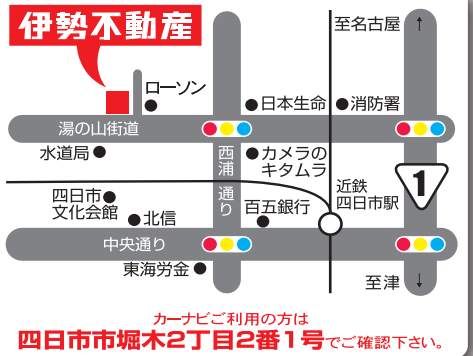 伊勢不動産
至名古屋
↑
ローソン
日本生命
消防署
湯の山街道
水道局
西浦通り
カメラの
キタムラ
1
四日市
文化会館
北信
百五銀行
近鉄
四日市駅
中央通り
東海労金
至津
↓
カーナビご利用の方は
四日市市堀木2丁目2番1号でご確認下さい。